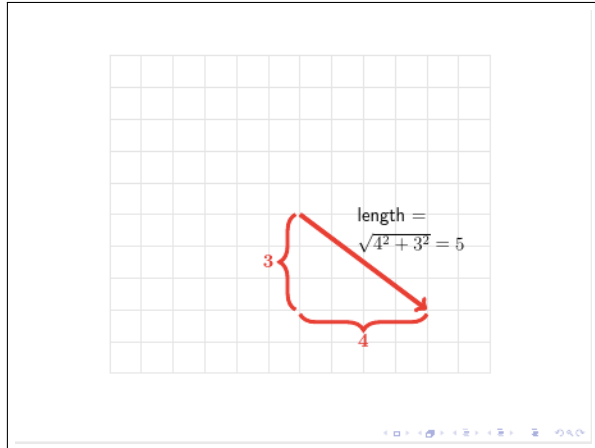 length =
√4² + 3² = 5
3
4